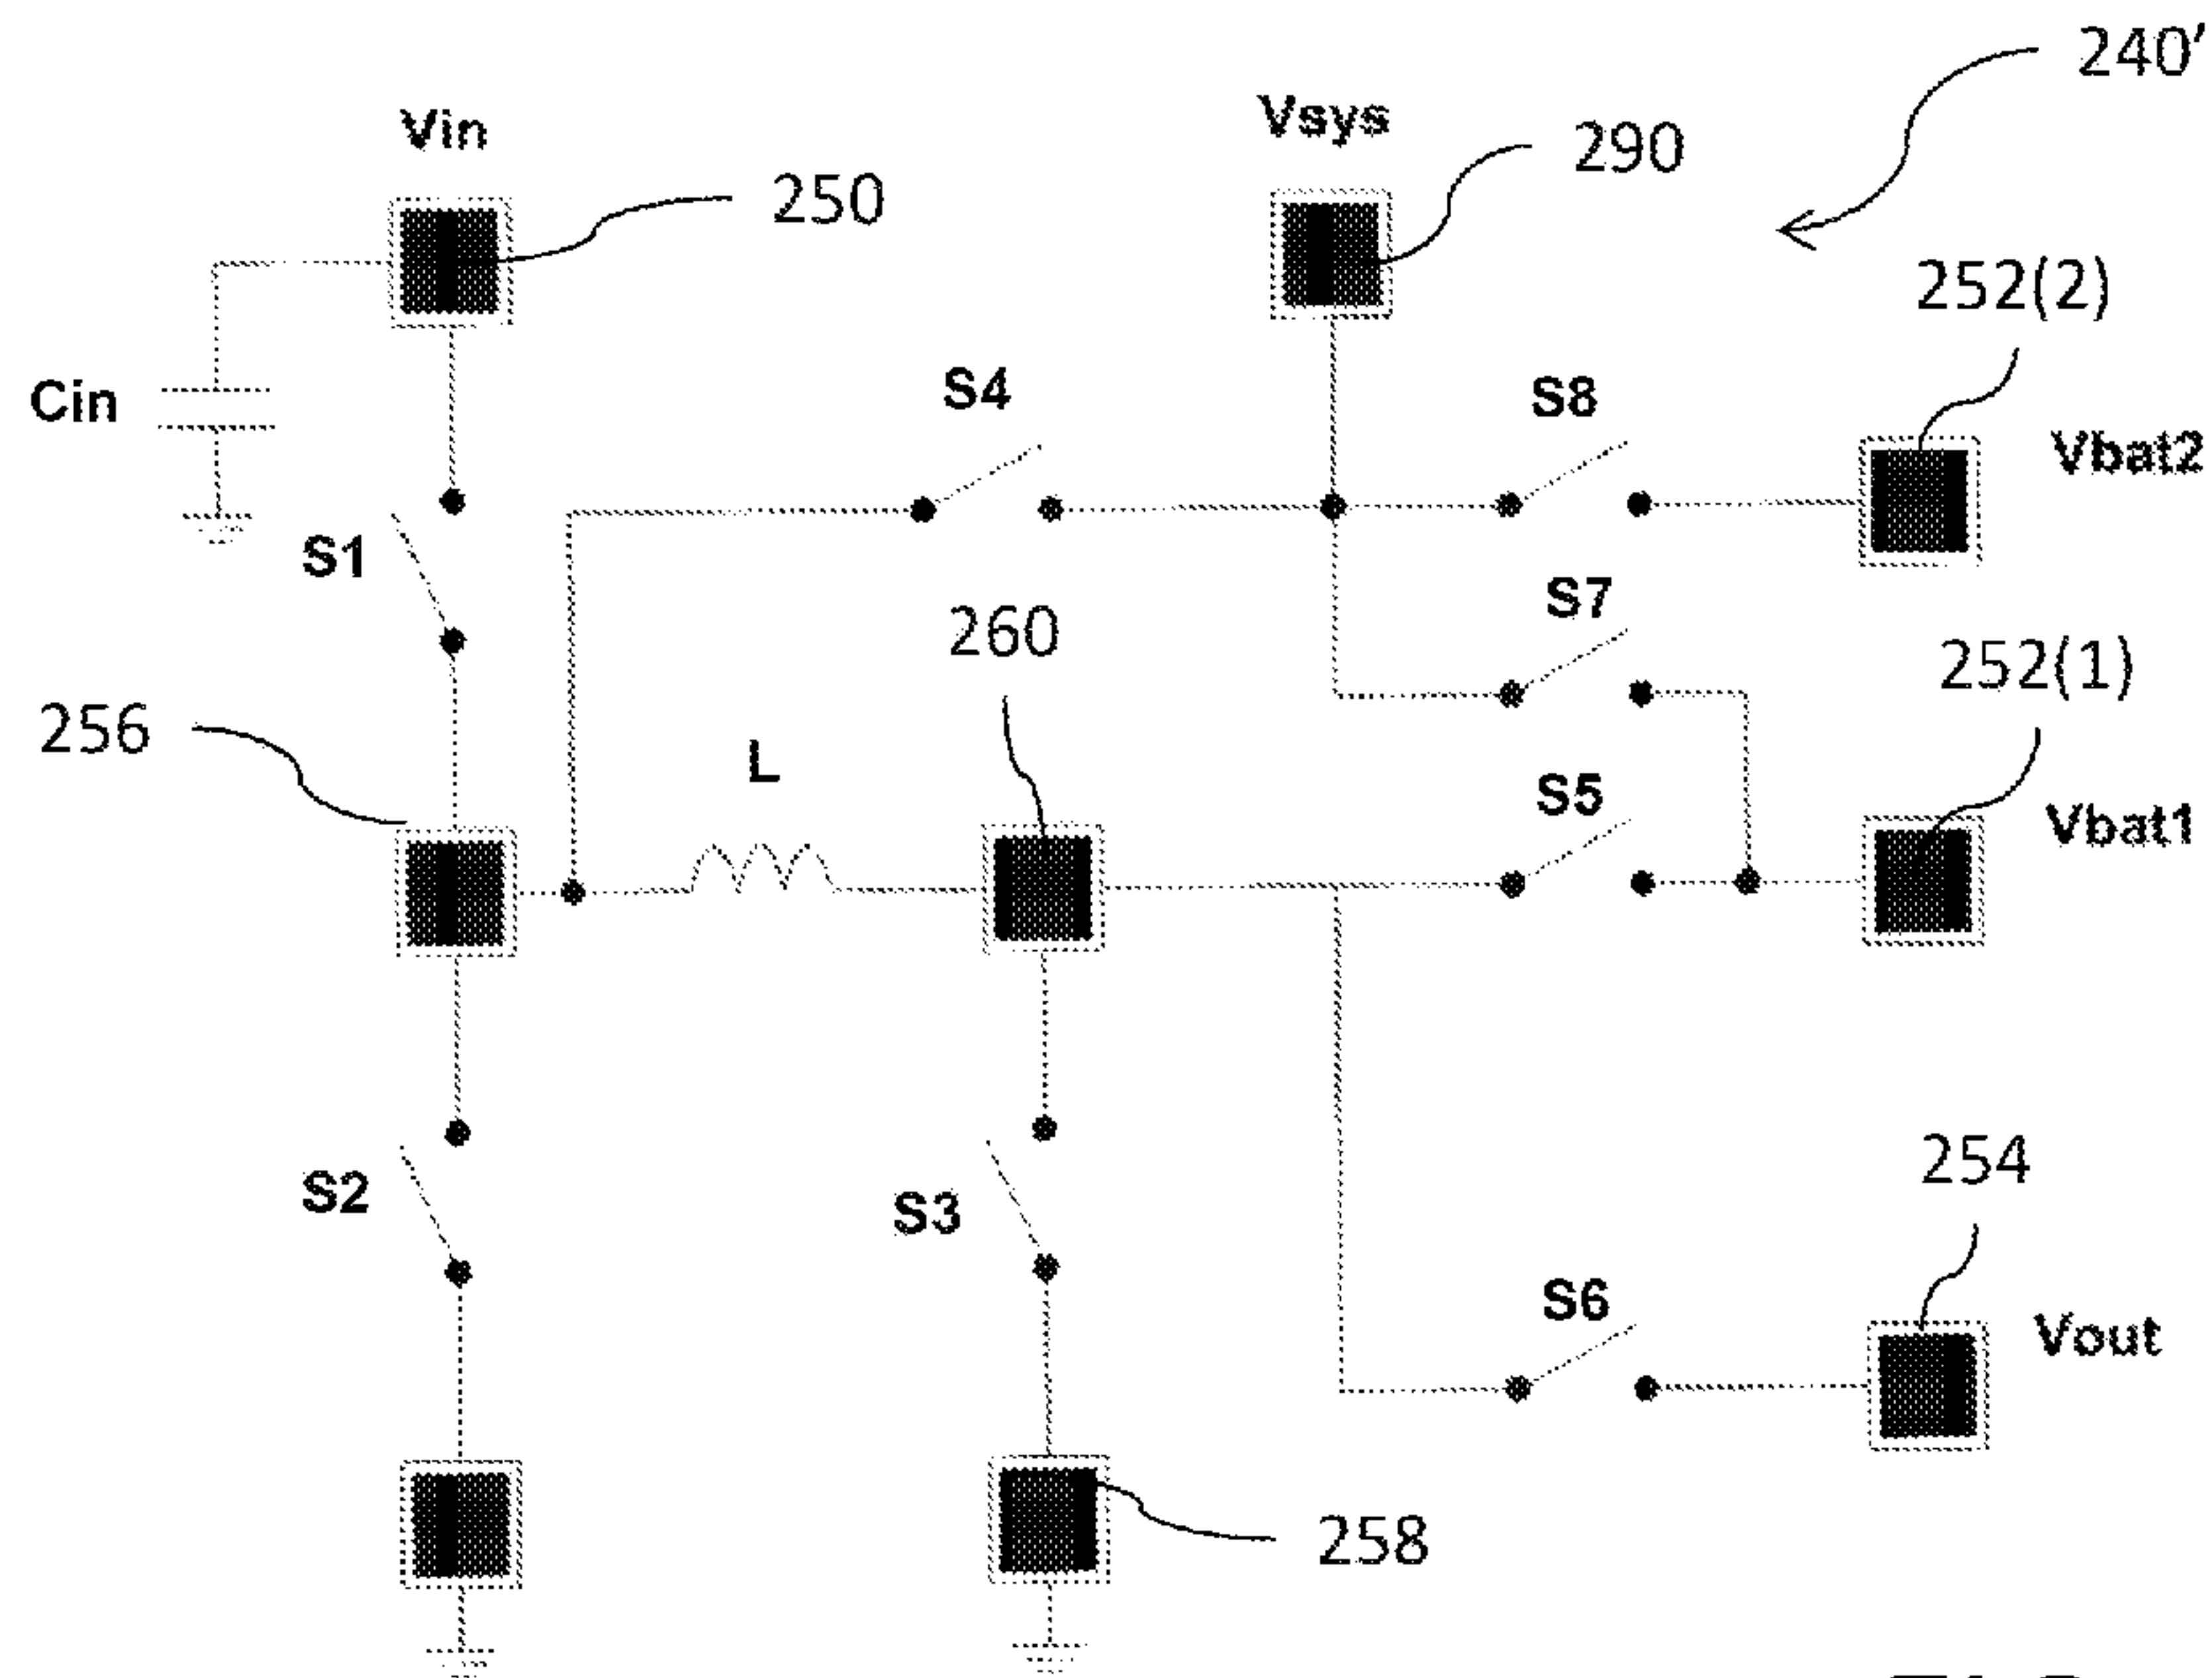 240'
Vin
Vsys
290
250
252(2)
Cin
S4
S8
Vbat2
S1
S7
260
252(1)
256
L
S5
Vbat1
254
S2
S3
S6
Vout
258